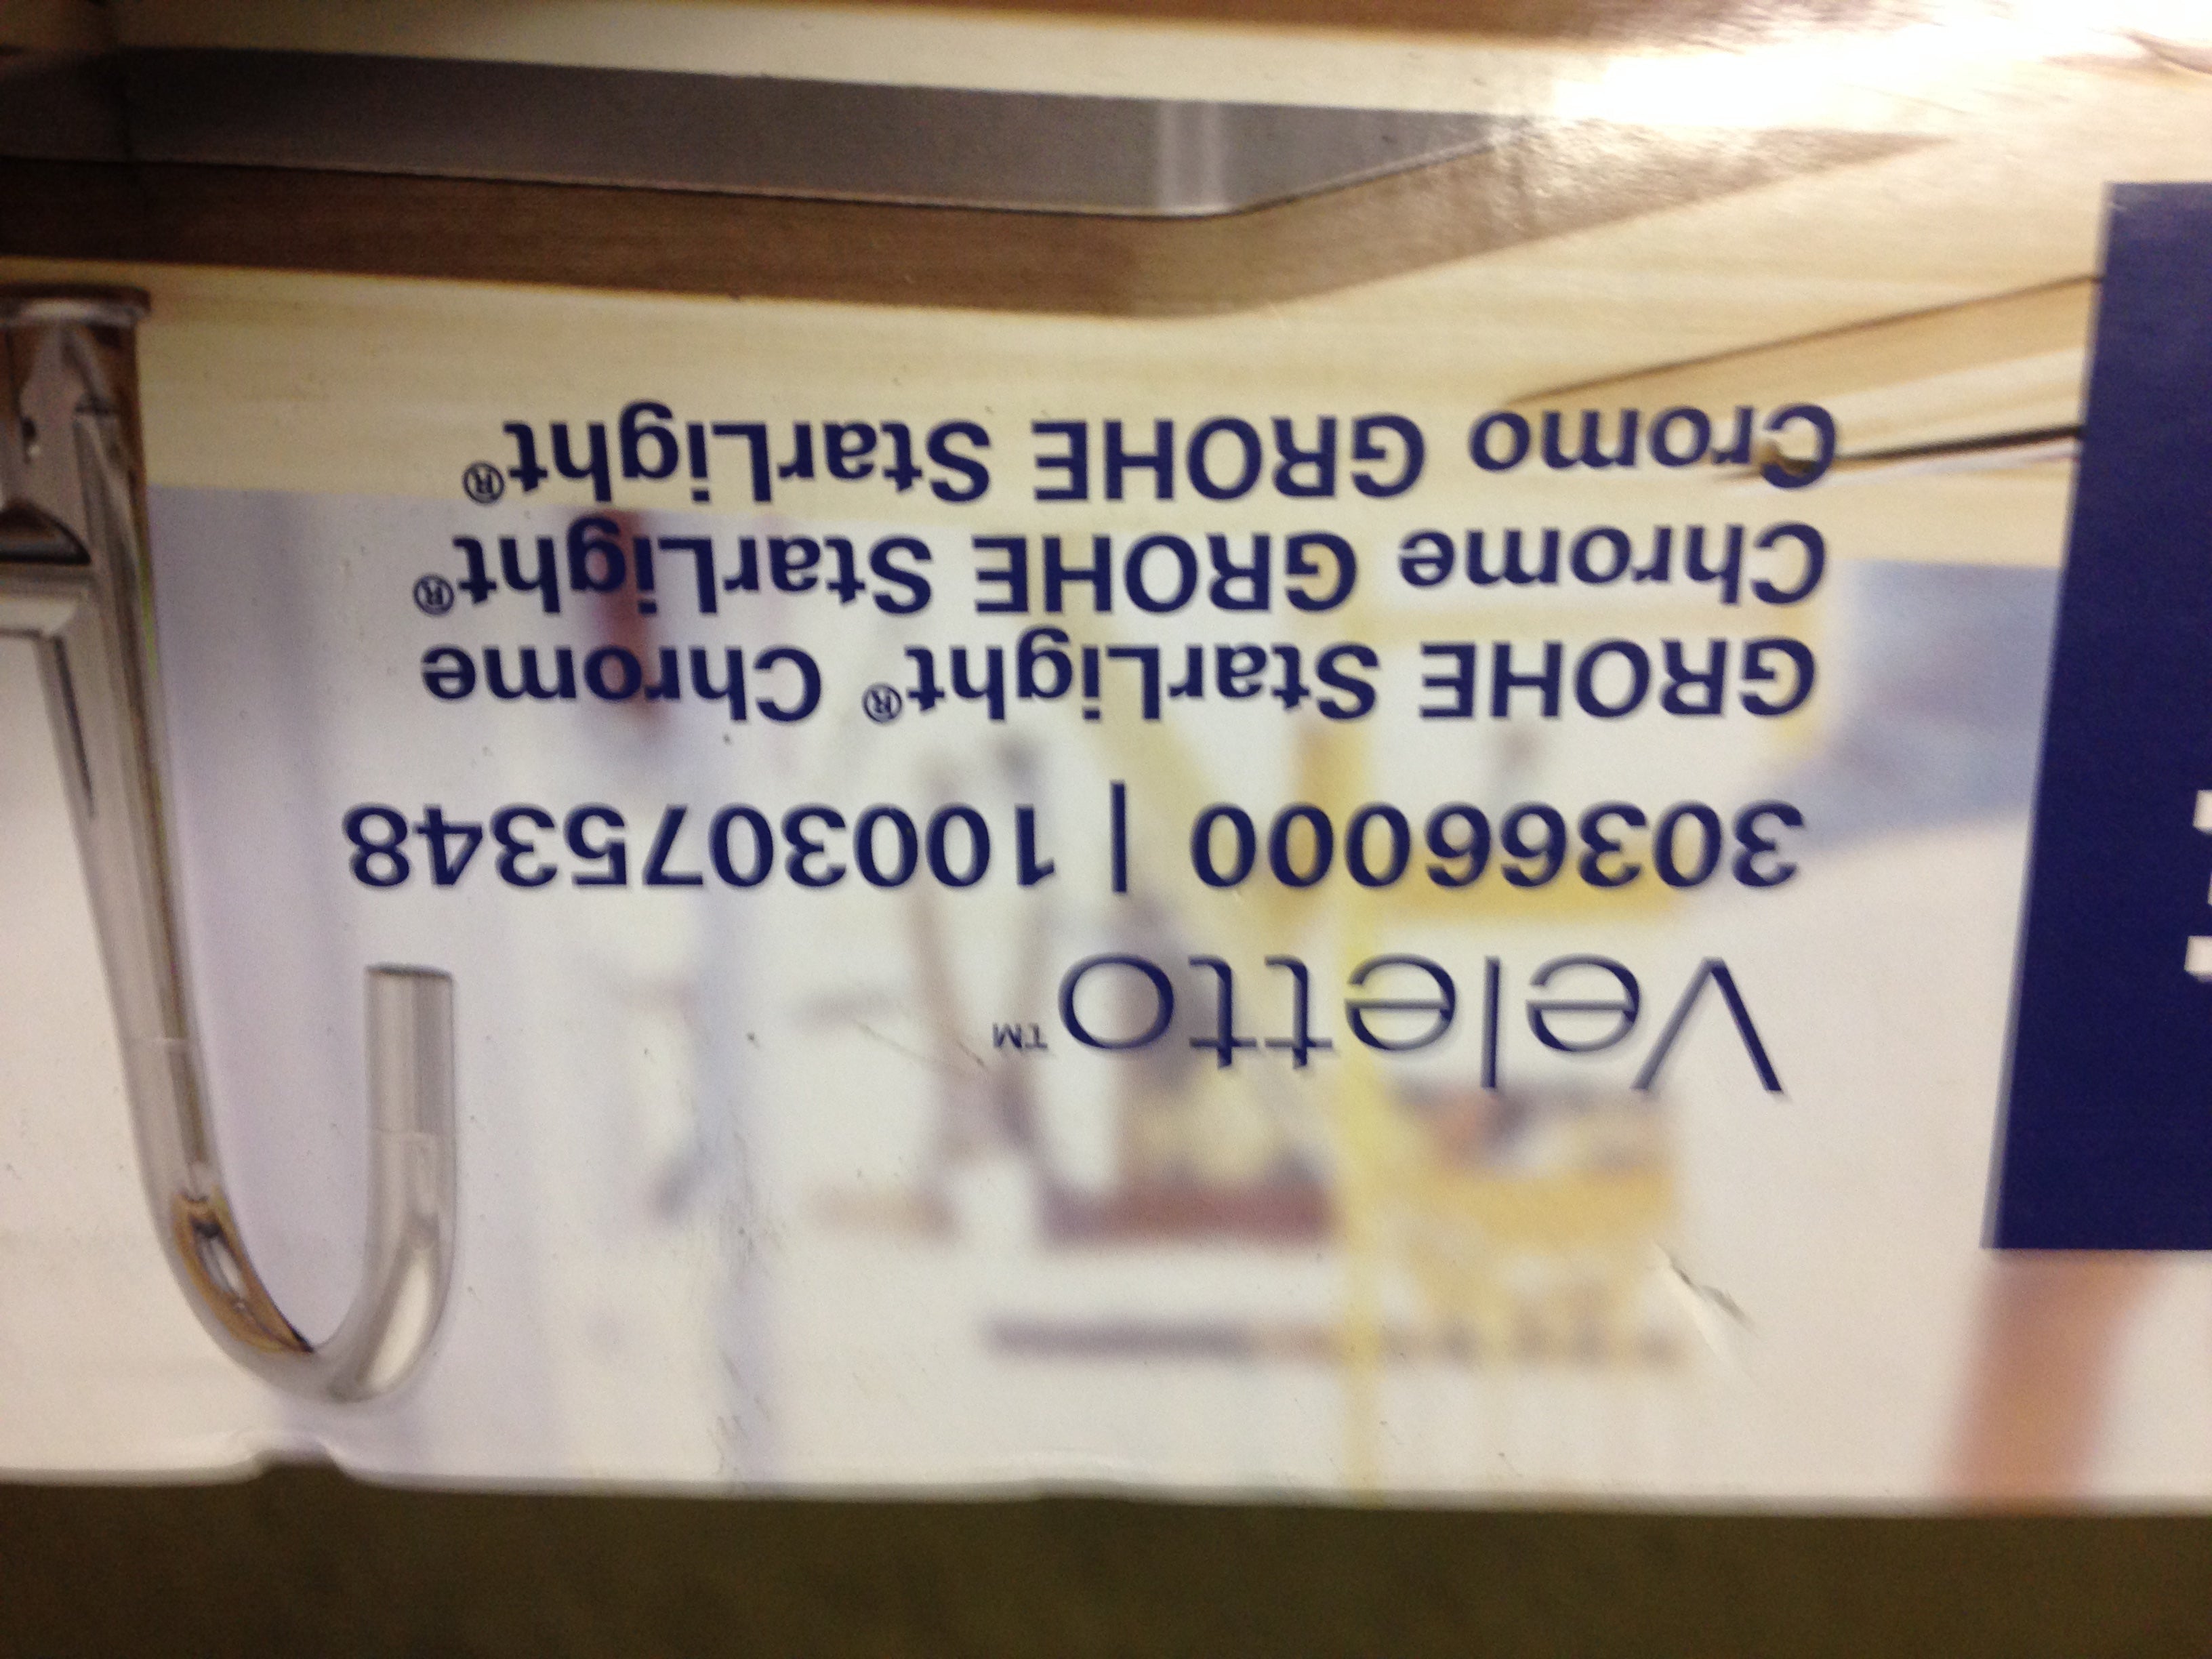 Veletto™
30366000 | 1003075348
GROHE StarLight® Chrome
Chrome GROHE StarLight®
Cromo GROHE StarLight®